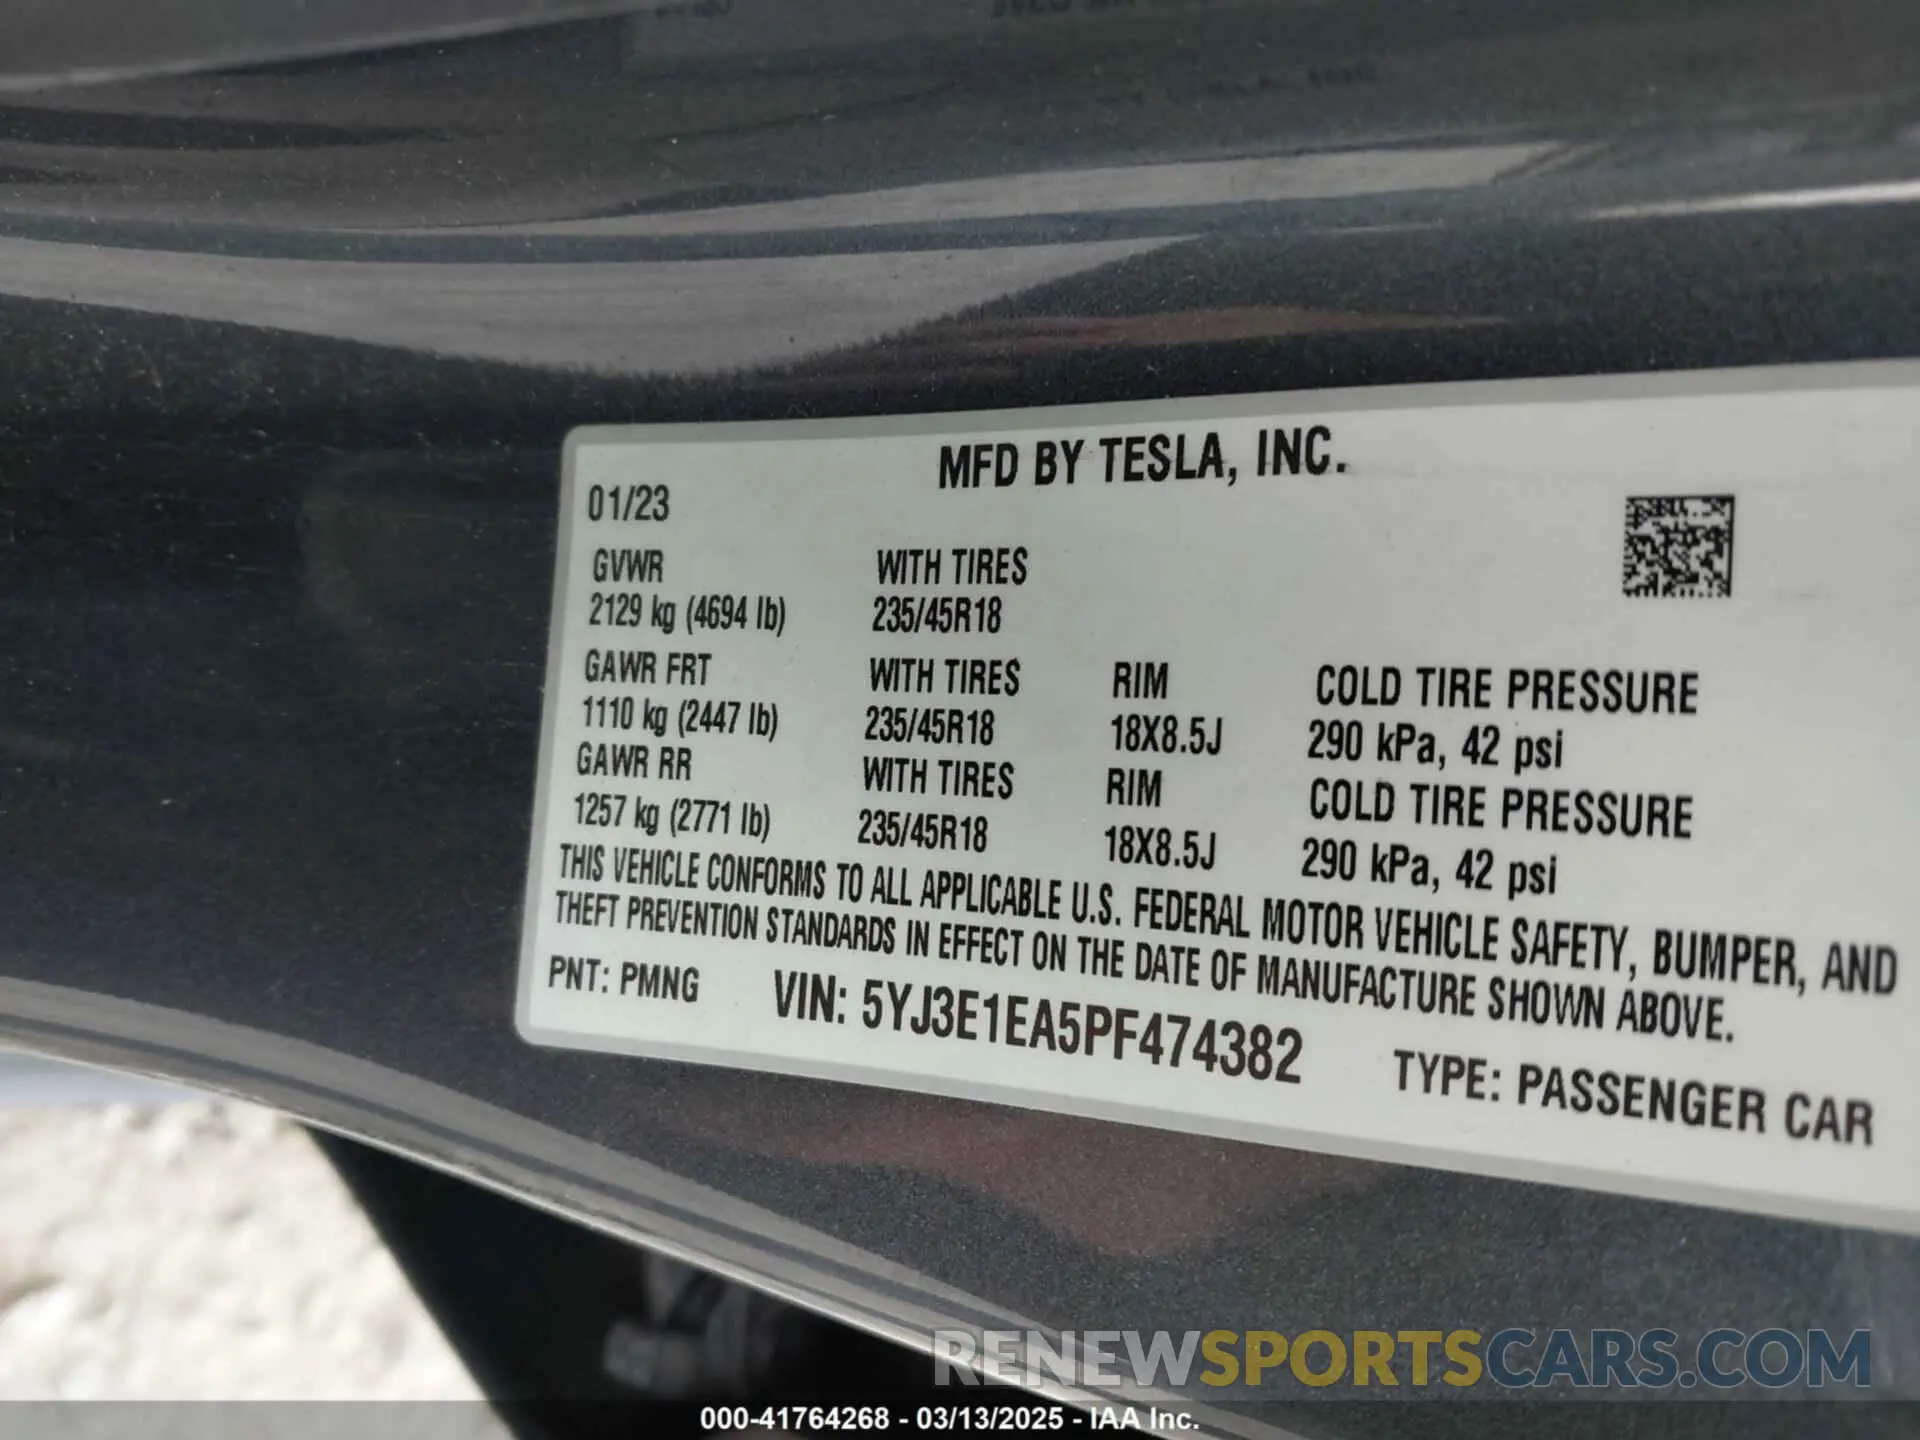 MFD BY TESLA, INC.
01/23
GVWR WITH TIRES
2129 kg (4694 lb) 235/45R18
GAWR FRT WITH TIRES RIM COLD TIRE PRESSURE
1110 kg (2447 lb) 235/45R18 18X8.5J 290 kPa, 42 psi
GAWR RR WITH TIRES RIM COLD TIRE PRESSURE
1257 kg (2771 lb) 235/45R18 18X8.5J 290 kPa, 42 psi
THIS VEHICLE CONFORMS TO ALL APPLICABLE U.S. FEDERAL MOTOR VEHICLE SAFETY, BUMPER, AND
THEFT PREVENTION STANDARDS IN EFFECT ON THE DATE OF MANUFACTURE SHOWN ABOVE.
PNT: PMNG VIN: 5YJ3E1EA5PF474382 TYPE: PASSENGER CAR
RENEWSPORTSCARS.COM
000-41764268 - 03/13/2025 - IAA Inc.